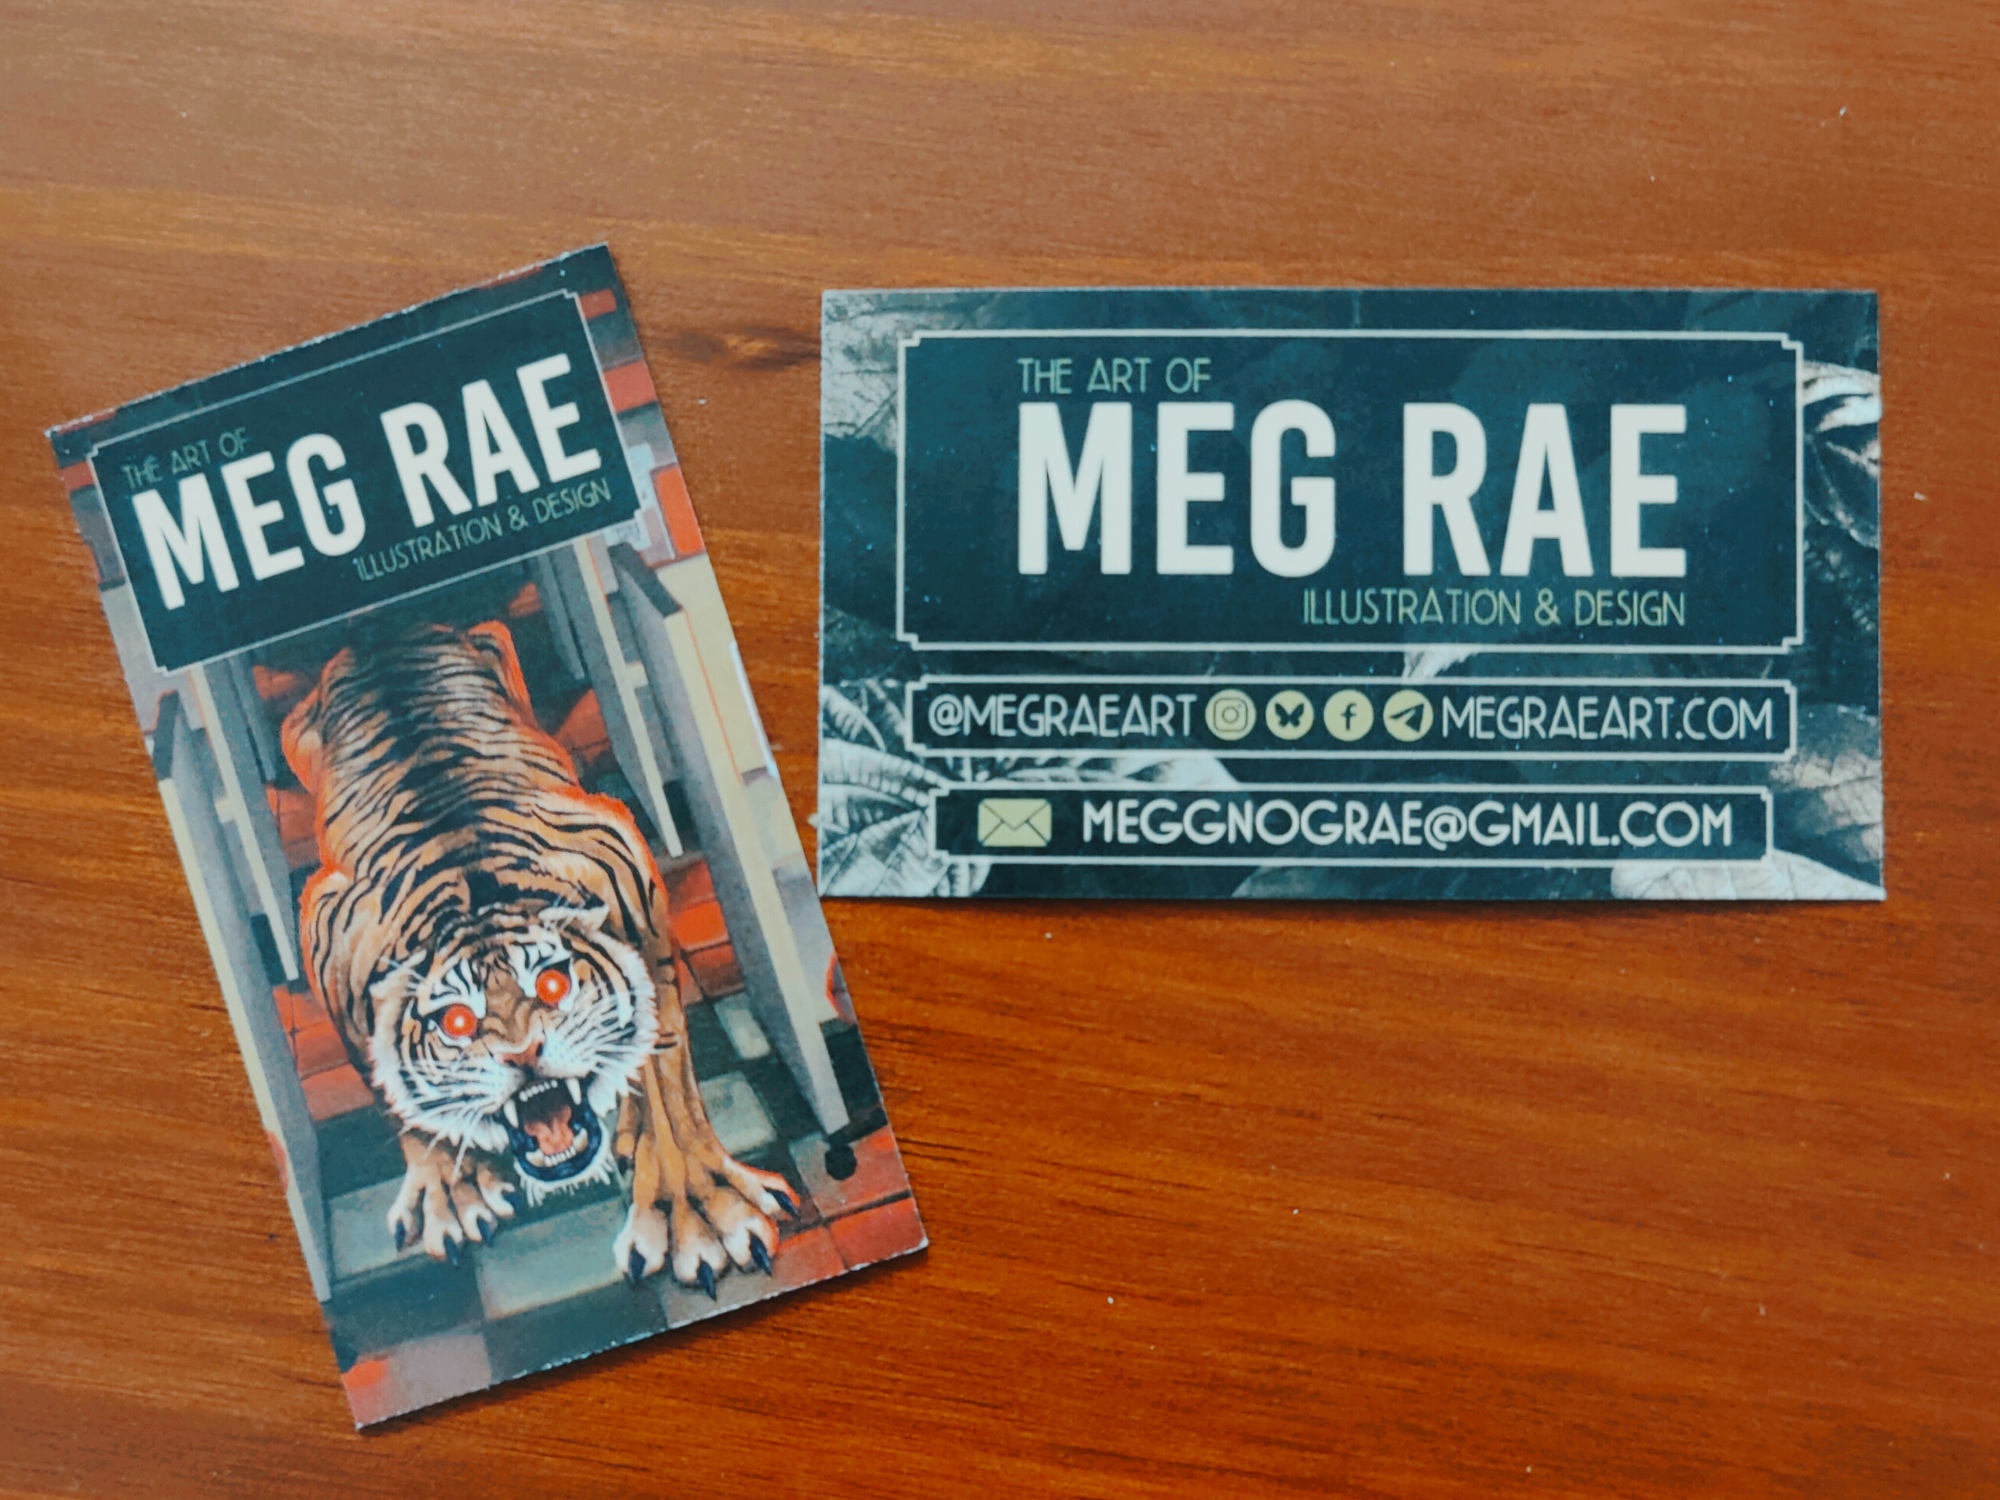 THE ART OF
MEG RAE
ILLUSTRATION & DESIGN
THE ART OF
MEG RAE
ILLUSTRATION & DESIGN
@MEGRAEART MEGRAEART.COM
MEGGNOGRAE@GMAIL.COM